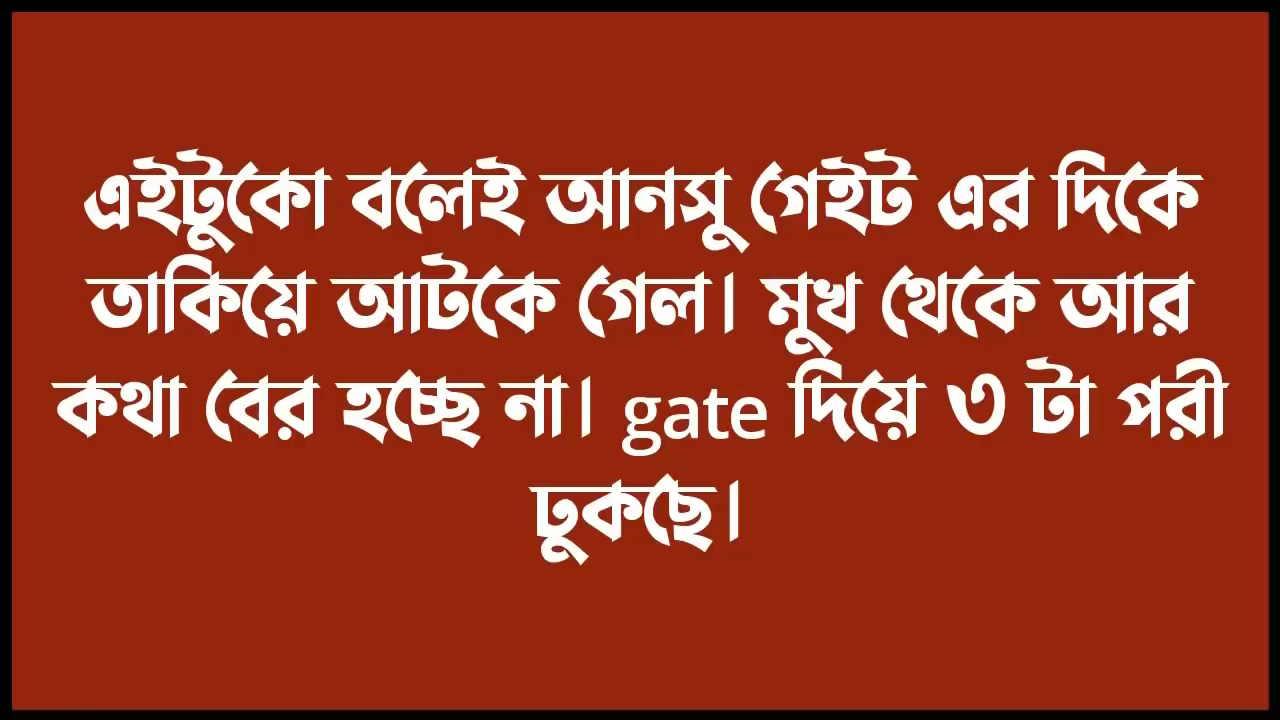 এইটুকো বলেই আনসু গেইট এর দিকে
তাকিয়ে আটকে গেল। মুখ থেকে আর
কথা বের হচ্ছে না। gate দিয়ে ৩ টা পরী
ঢুকছে।